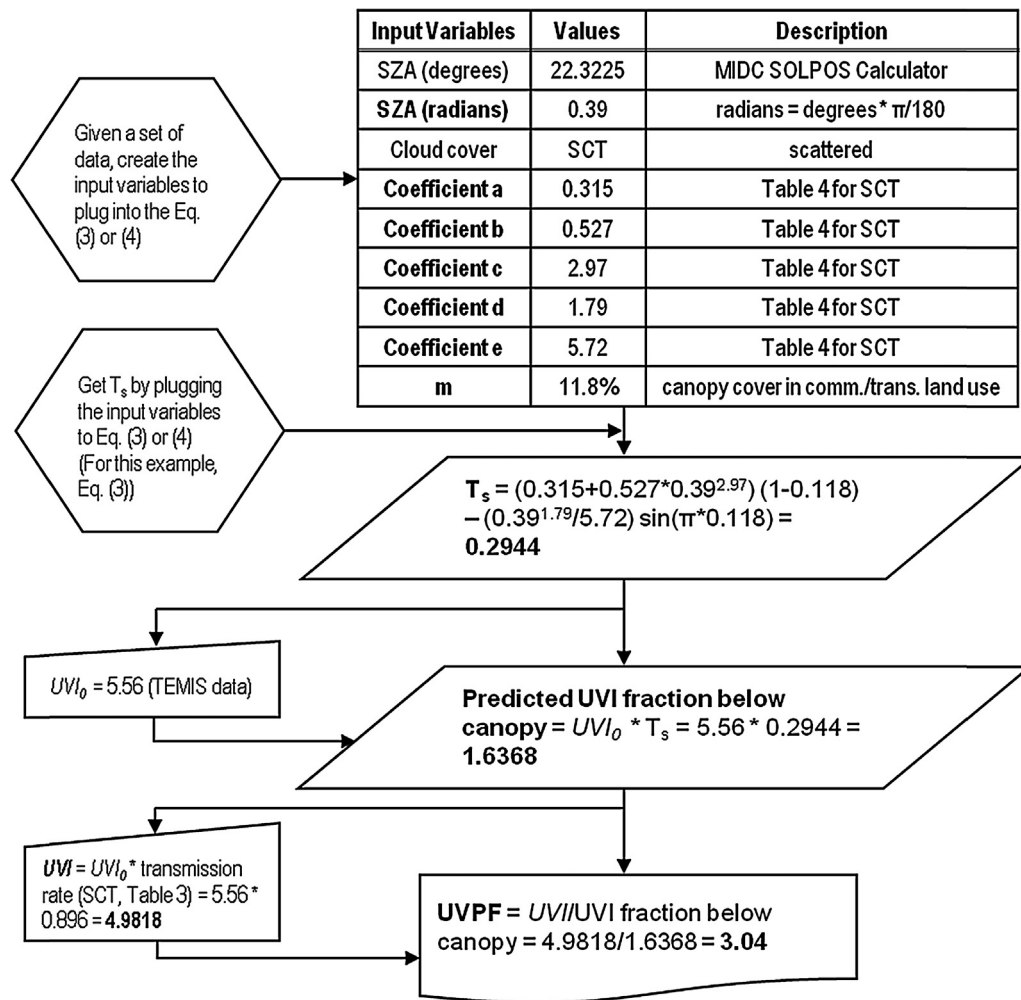 Input Variables Values Description
SZA (degrees) 22.3225 MIDC SOLPOS Calculator
SZA (radians) 0.39 radians = degrees* π/180
Cloud cover SCT scattered
Coefficient a 0.315 Table 4 for SCT
Coefficient b 0.527 Table 4 for SCT
Coefficient c 2.97 Table 4 for SCT
Coefficient d 1.79 Table 4 for SCT
Coefficient e 5.72 Table 4 for SCT
m 11.8% canopy cover in comm./trans. land use
Given a set of
data, create the
input variables to
plug into the Eq.
(3) or (4)
Get Tₛ by plugging
the input variables
to Eq. (3) or (4)
(For this example,
Eq. (3))
Tₛ = (0.315+0.527*0.39²·⁹⁷) (1-0.118)
– (0.39¹·⁷⁹/5.72) sin(π*0.118) =
0.2944
UVI₀ = 5.56 (TEMIS data)
Predicted UVI fraction below
canopy = UVI₀ * Tₛ = 5.56 * 0.2944 =
1.6368
UVI = UVI₀* transmission
rate (SCT, Table 3) = 5.56 *
0.896 = 4.9818
UVPF = UVI/UVI fraction below
canopy = 4.9818/1.6368 = 3.04